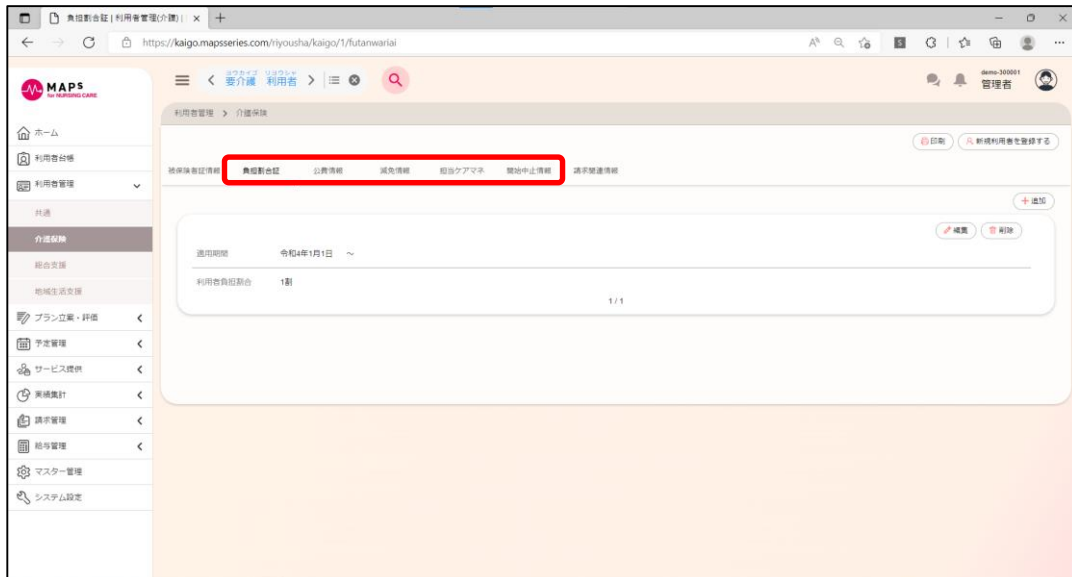 負担割合証 | 利用者管理(介護) |
https://kaigo.mapsseries.com/riyousha/kaigo/1/futanwariai
MAPS
for NURSING CARE
ヨウカイゴ リヨウシャ
要介護 利用者
demo-300001
管理者
利用者管理 > 介護保険
印刷
新規利用者を登録する
被保険者証情報 負担割合証 公費情報 減免情報 担当ケアマネ 開始中止情報 請求関連情報
追加
編集 削除
適用期間 令和4年1月1日 ～
利用者負担割合 1割
1 / 1
ホーム
利用者台帳
利用者管理
共通
介護保険
総合支援
地域生活支援
プラン立案・評価
予定管理
サービス提供
実績集計
請求管理
給与管理
マスター管理
システム設定